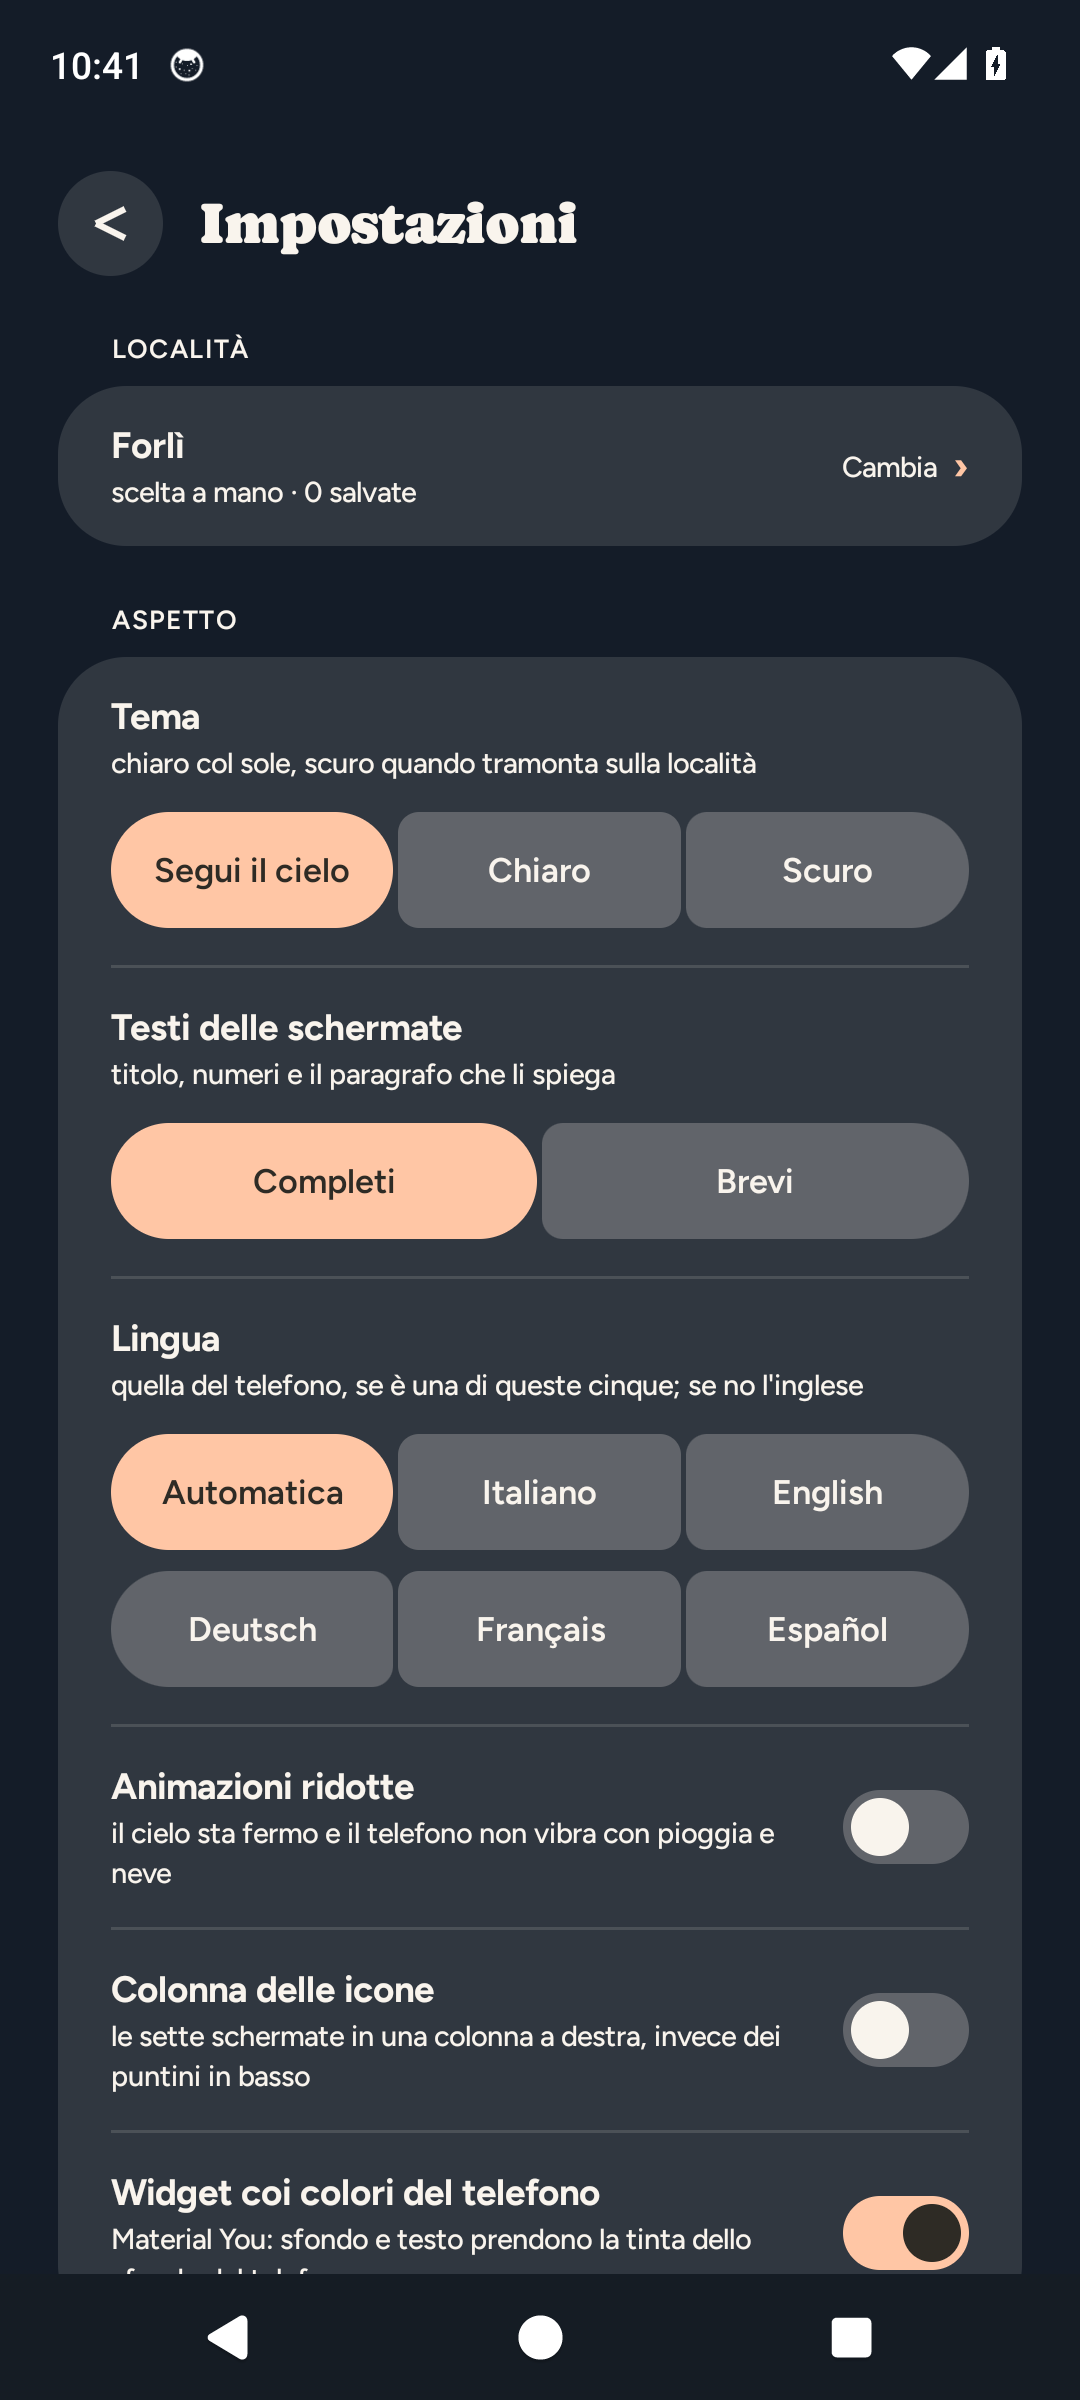 10:41
<
Impostazioni
LOCALITÀ
Forlì
scelta a mano · 0 salvate
Cambia ›
ASPETTO
Tema
chiaro col sole, scuro quando tramonta sulla località
Segui il cielo
Chiaro
Scuro
Testi delle schermate
titolo, numeri e il paragrafo che li spiega
Completi
Brevi
Lingua
quella del telefono, se è una di queste cinque; se no l'inglese
Automatica
Italiano
English
Deutsch
Français
Español
Animazioni ridotte
il cielo sta fermo e il telefono non vibra con pioggia e
neve
Colonna delle icone
le sette schermate in una colonna a destra, invece dei
puntini in basso
Widget coi colori del telefono
Material You: sfondo e testo prendono la tinta dello